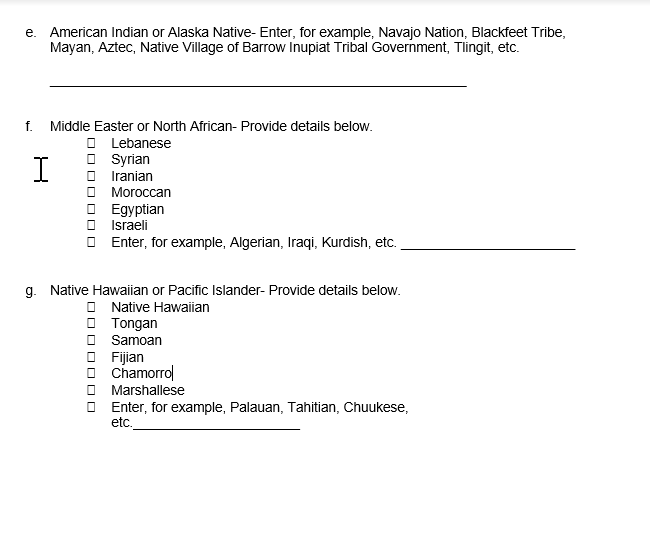 e. American Indian or Alaska Native- Enter, for example, Navajo Nation, Blackfeet Tribe,
Mayan, Aztec, Native Village of Barrow Inupiat Tribal Government, Tlingit, etc.
f. Middle Easter or North African- Provide details below.
Lebanese
Syrian
Iranian
Moroccan
Egyptian
Israeli
Enter, for example, Algerian, Iraqi, Kurdish, etc.
g. Native Hawaiian or Pacific Islander- Provide details below.
Native Hawaiian
Tongan
Samoan
Fijian
Chamorro
Marshallese
Enter, for example, Palauan, Tahitian, Chuukese,
etc.